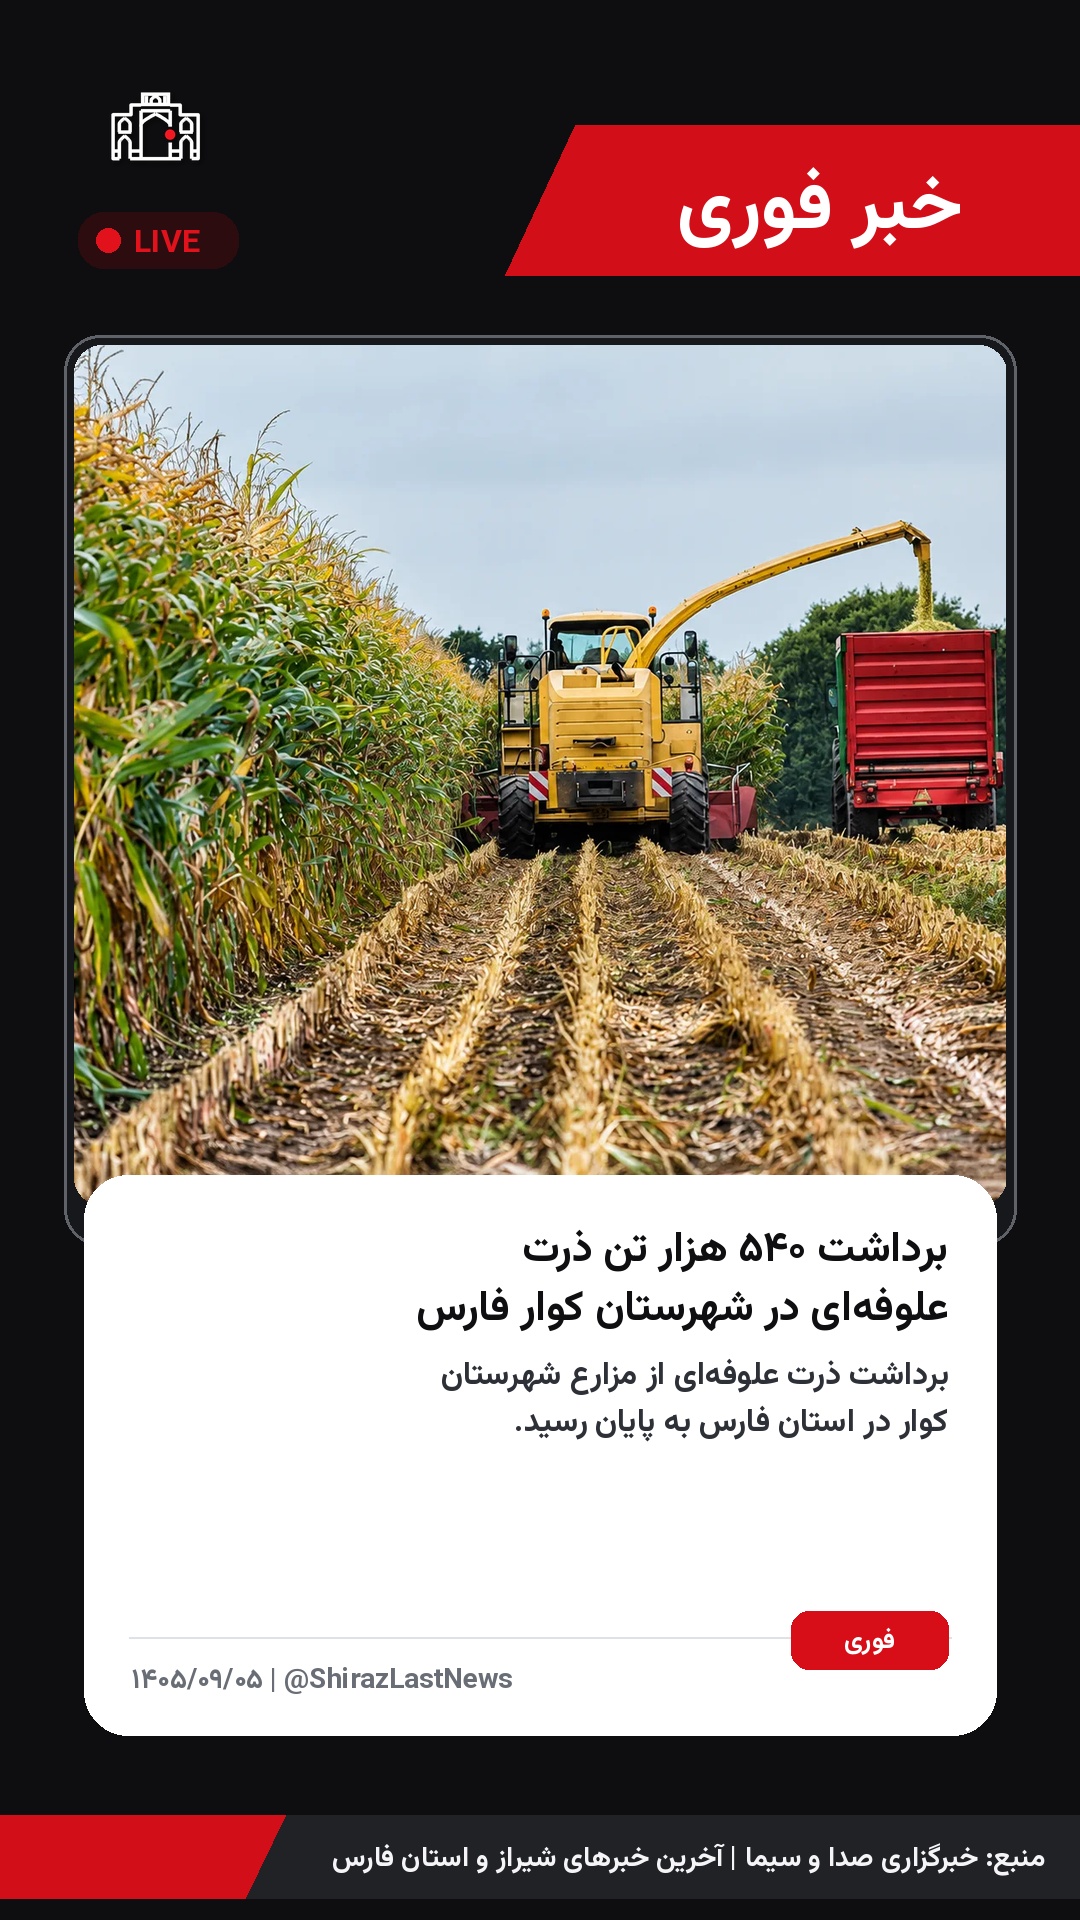 خبر فوری
LIVE
برداشت ۵۴۰ هزار تن ذرت
علوفه‌ای در شهرستان کوار فارس
برداشت ذرت علوفه‌ای از مزارع شهرستان
کوار در استان فارس به پایان رسید.
فوری
۱۴۰۵/۰۹/۰۵ | @ShirazLastNews
منبع: خبرگزاری صدا و سیما | آخرین خبرهای شیراز و استان فارس